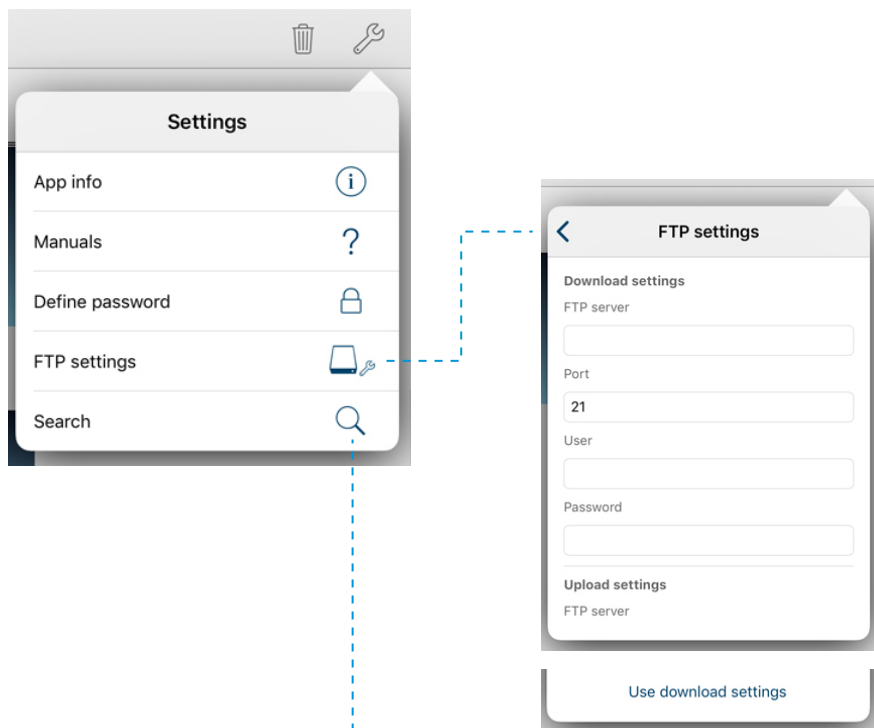 Settings
App info
Manuals
?
Define password
FTP settings
Search
FTP settings
Download settings
FTP server
Port
21
User
Password
Upload settings
FTP server
Use download settings